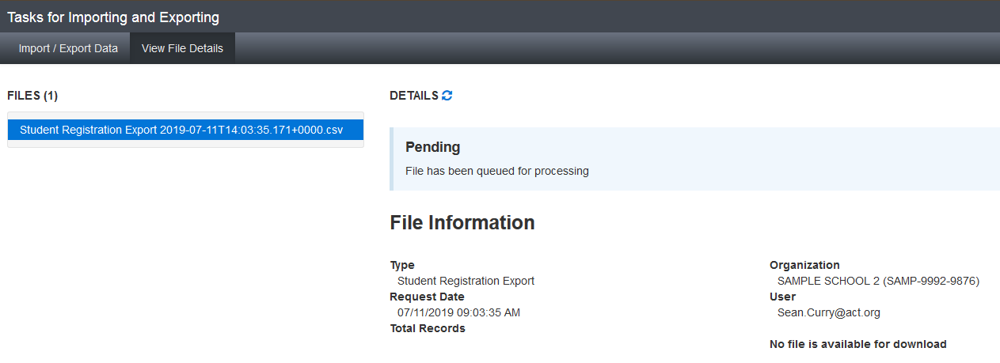 Tasks for Importing and Exporting
Import / Export Data
View File Details
FILES (1)
Student Registration Export 2019-07-11T14:03:35.171+0000.csv
DETAILS
Pending
File has been queued for processing
File Information
Type
Student Registration Export
Request Date
07/11/2019 09:03:35 AM
Total Records
Organization
SAMPLE SCHOOL 2 (SAMP-9992-9876)
User
Sean.Curry@act.org
No file is available for download